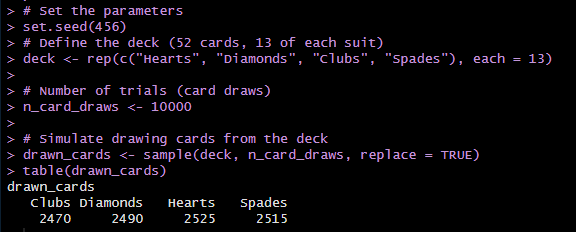 > # Set the parameters
> set.seed(456)
> # Define the deck (52 cards, 13 of each suit)
> deck <- rep(c("Hearts", "Diamonds", "Clubs", "Spades"), each = 13)
>
> # Number of trials (card draws)
> n_card_draws <- 10000
>
> # Simulate drawing cards from the deck
> drawn_cards <- sample(deck, n_card_draws, replace = TRUE)
> table(drawn_cards)
drawn_cards
   Clubs Diamonds   Hearts   Spades
    2470     2490     2525     2515